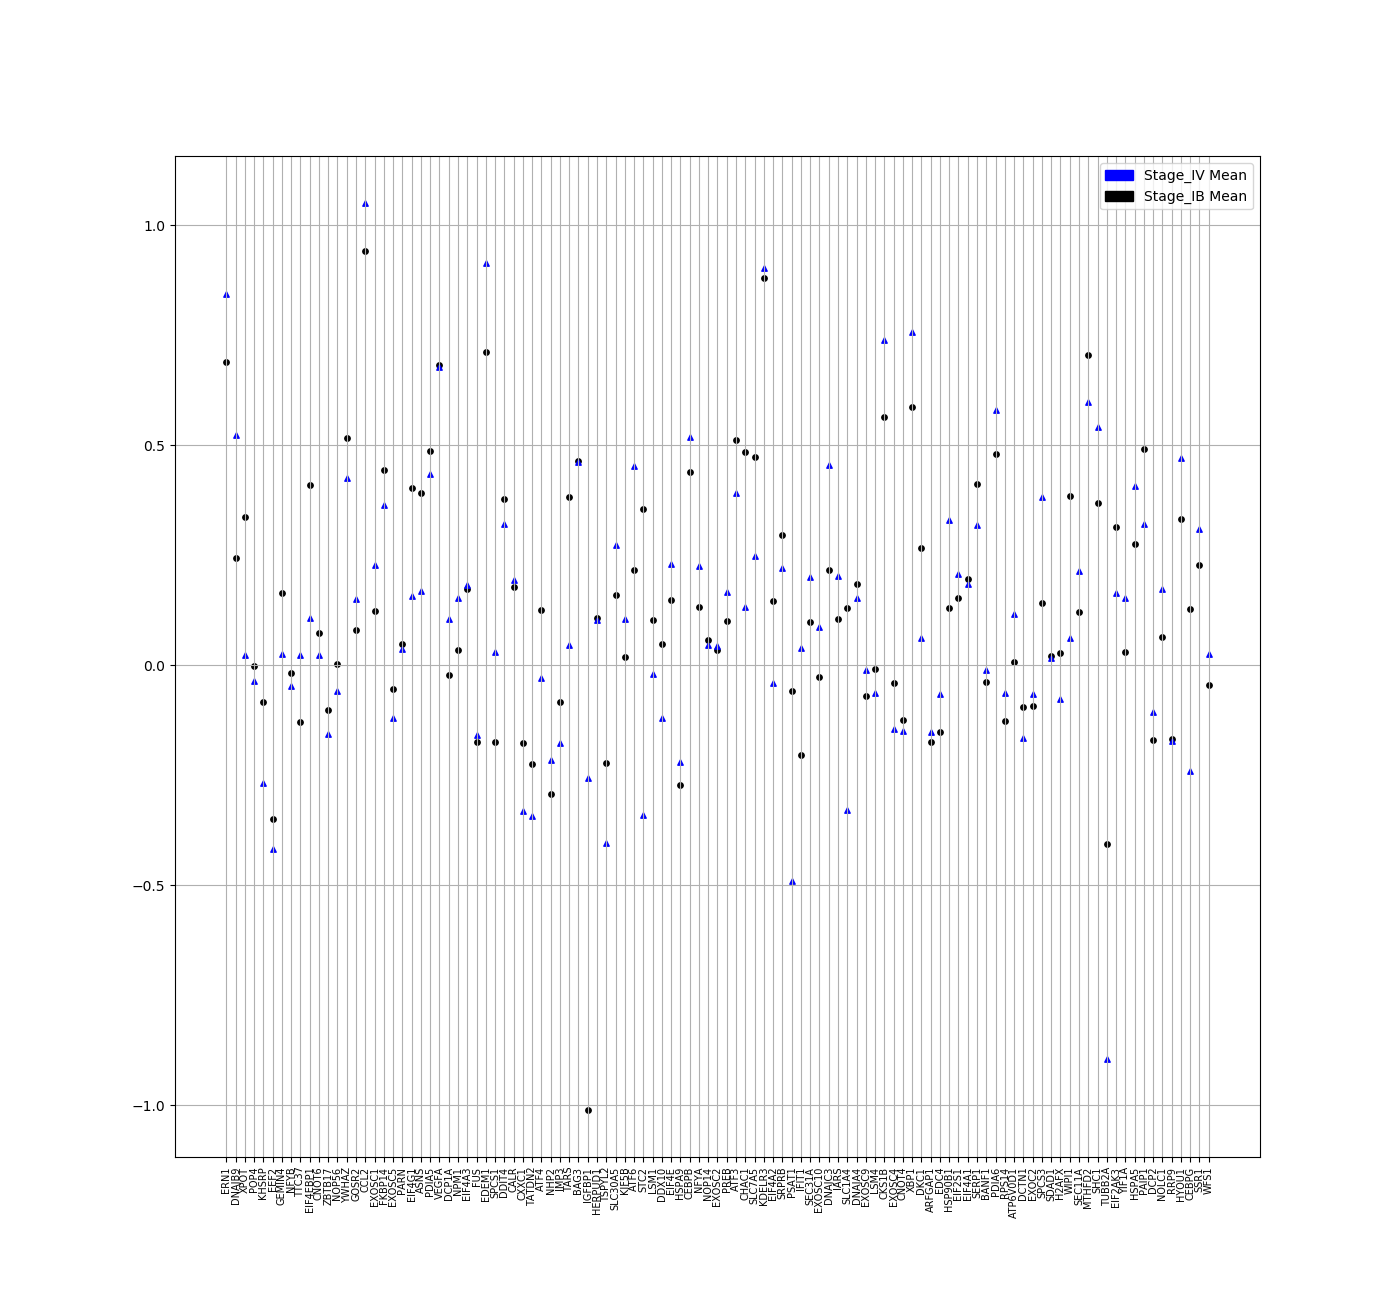 Stage_IV Mean
Stage_IB Mean
1.0
0.5
0.0
−0.5
−1.0
ERN1
DNAJB9
XPOT
POP4
KHSRP
EEF2
GEMIN4
NFYB
TTC37
EIF4EBP1
CNOT6
ZBTB17
NOP56
YWHAZ
GOSR2
CCL2
EXOSC1
FKBP14
EXOSC5
PARN
EIF4G1
ASNS
PDIA5
VEGFA
DCP1A
NPM1
EIF4A3
FUS
EDEM1
SPCS1
DDIT4
CALR
CXXC1
TATDN2
ATF4
NHP2
IMP3
TARS
BAG3
IGFBP1
HERPUD1
TSPYL2
SLC30A5
KIF5B
ATF6
STC2
LSM1
DDX10
EIF4E
HSPA9
CEBPB
NFYA
NOP14
EXOSC2
PREB
ATF3
CHAC1
SLC7A5
KDELR3
EIF4A2
SRPRB
PSAT1
IFIT1
SEC31A
EXOSC10
DNAJC3
IARS
SLC1A4
DNAJA4
EXOSC9
LSM4
CKS1B
EXOSC4
CNOT4
XBP1
DKC1
ARFGAP1
EDC4
HSP90B1
EIF2S1
EIF4A1
SERP1
BANF1
PDIA6
RPS14
ATP6V0D1
DCTN1
EXOC2
SPCS3
SDAD1
H2AFX
WIPI1
SEC11A
MTHFD2
SHC1
TUBB2A
EIF2AK3
YIF1A
HSPA5
PAIP1
DCP2
NOLC1
RRP9
HYOU1
CEBPG
SSR1
WFS1